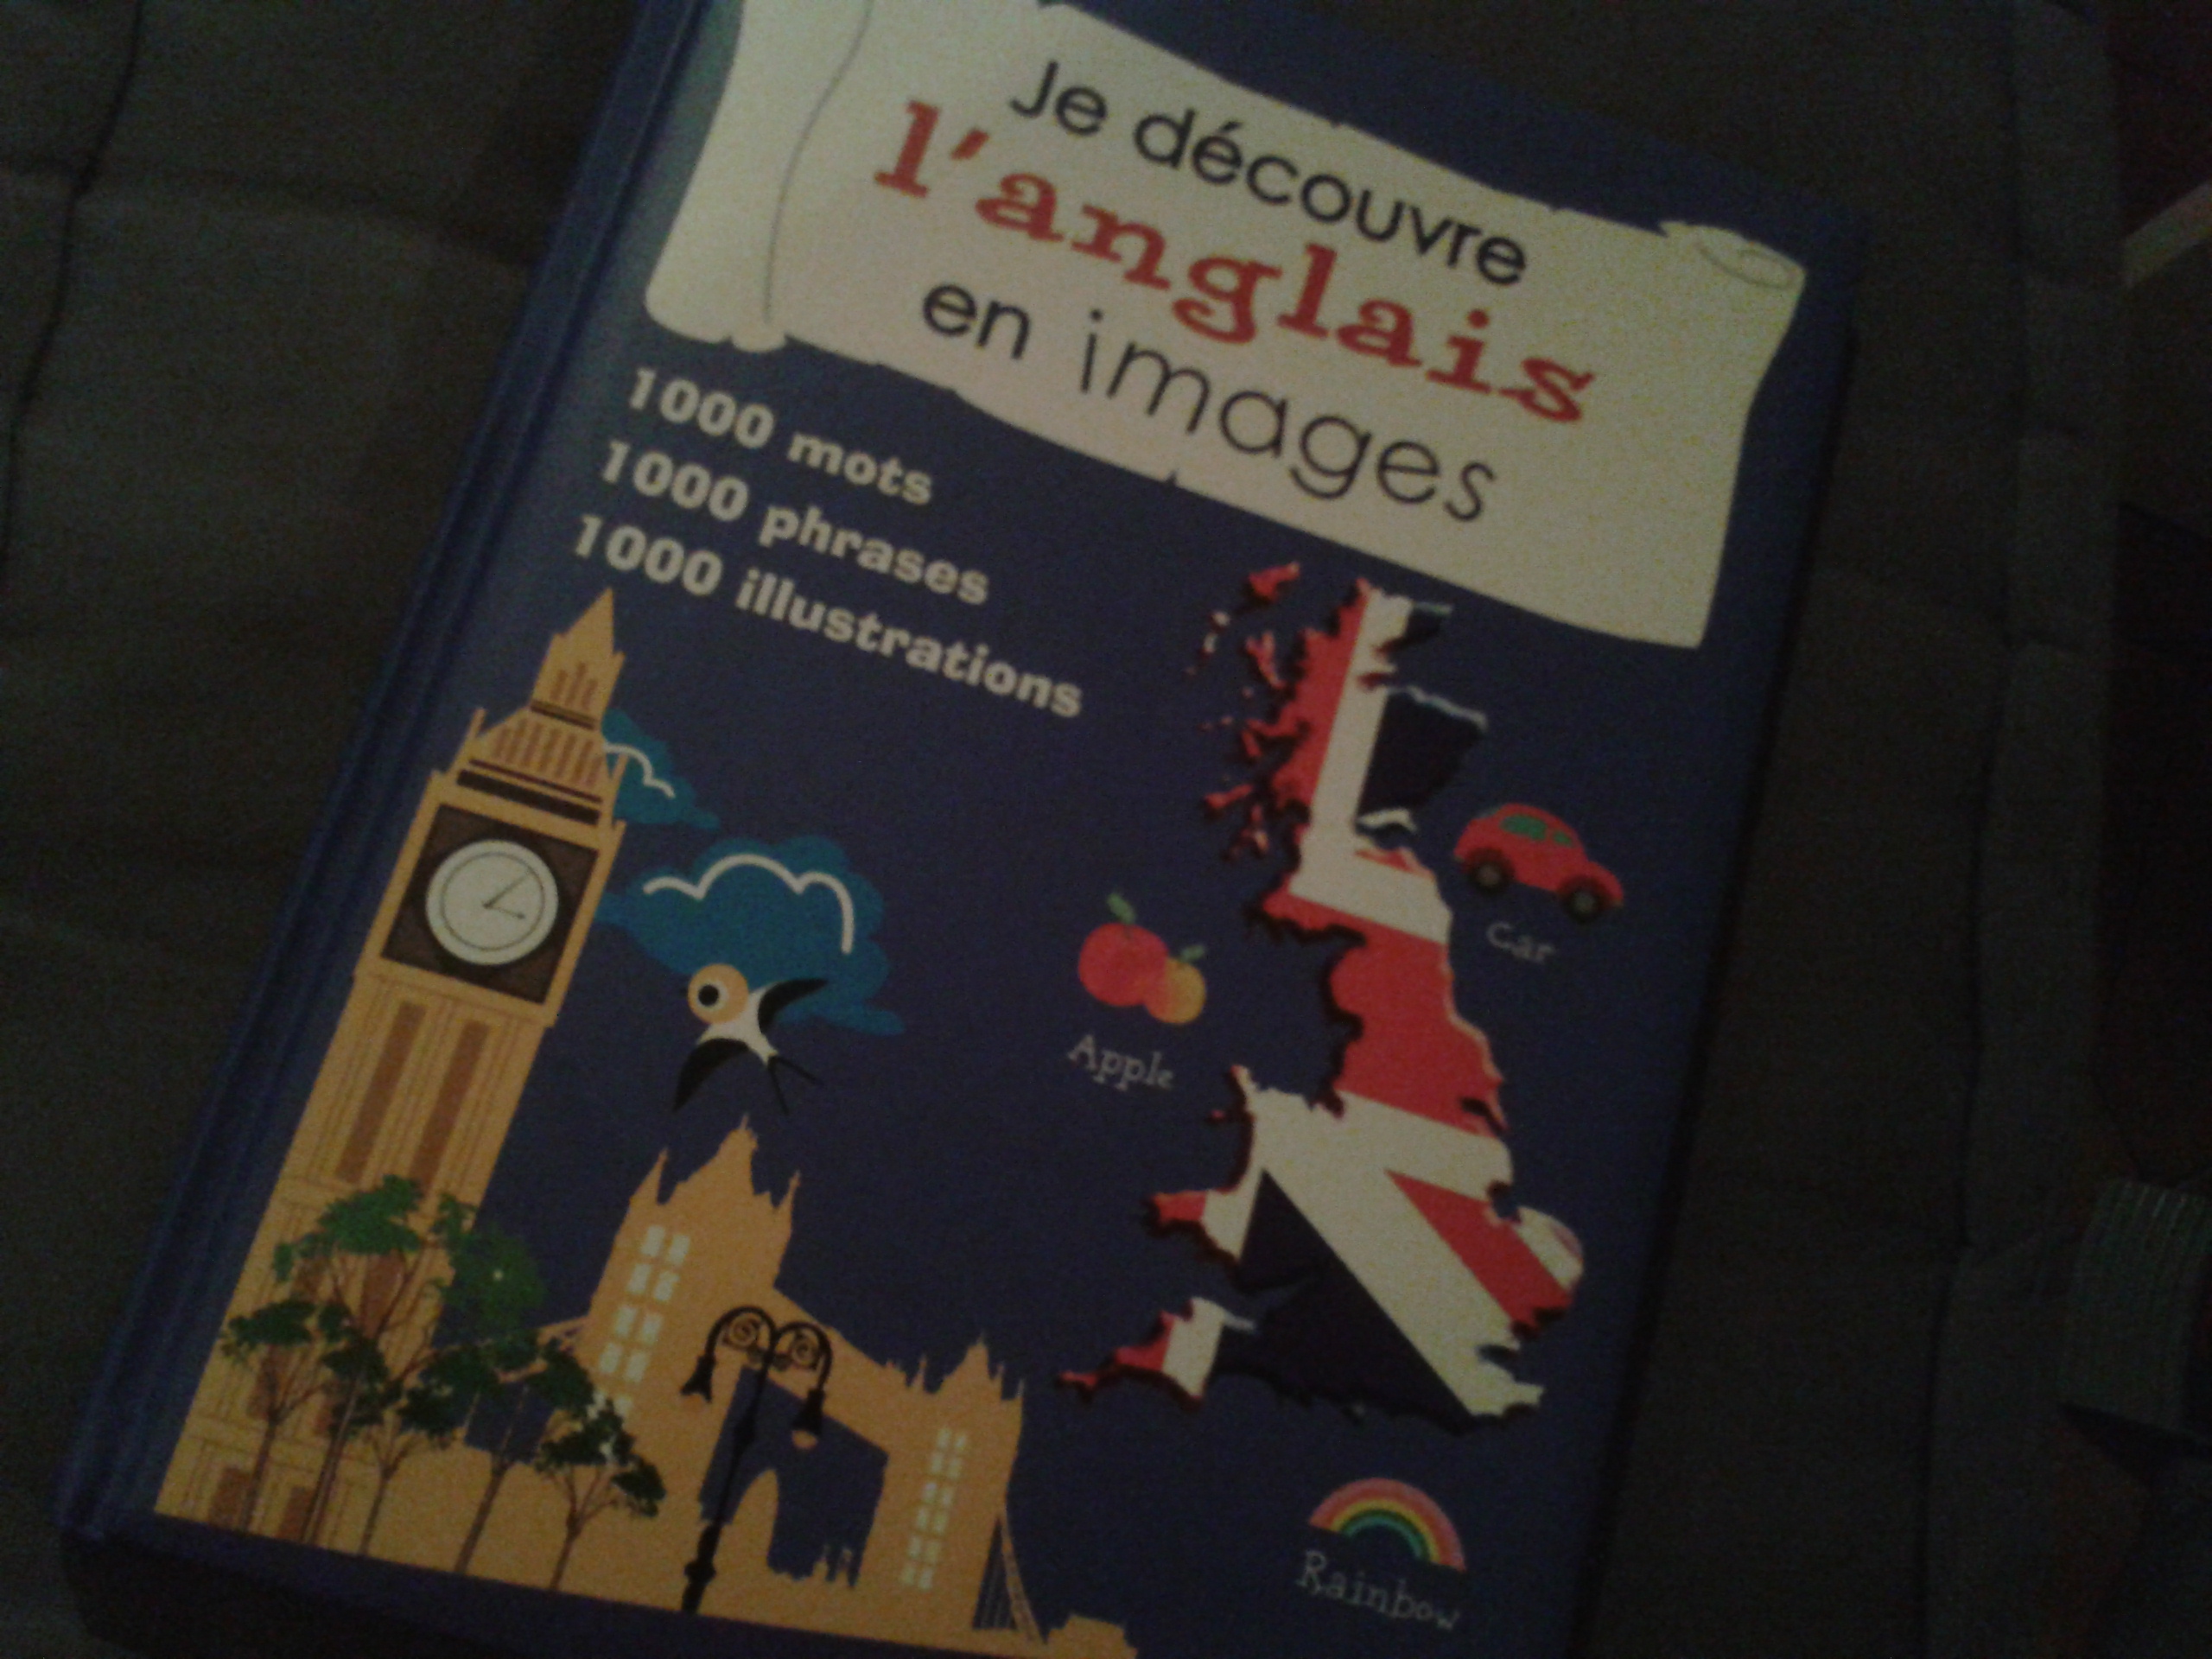 Je découvre
l'anglais
en images
1000 mots
1000 phrases
1000 illustrations
Car
Apple
Rainbow